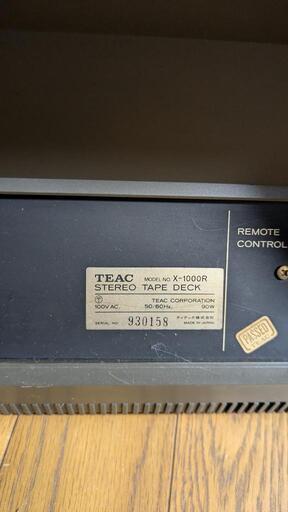 REMOTE
CONTROL
TEAC MODEL NO. X-1000R
STEREO TAPE DECK
TEAC CORPORATION
100V AC. 50/60Hz. 90W
ティアック株式会社
SERIAL NO. 930158 MADE IN JAPAN
PASSED
TEAC